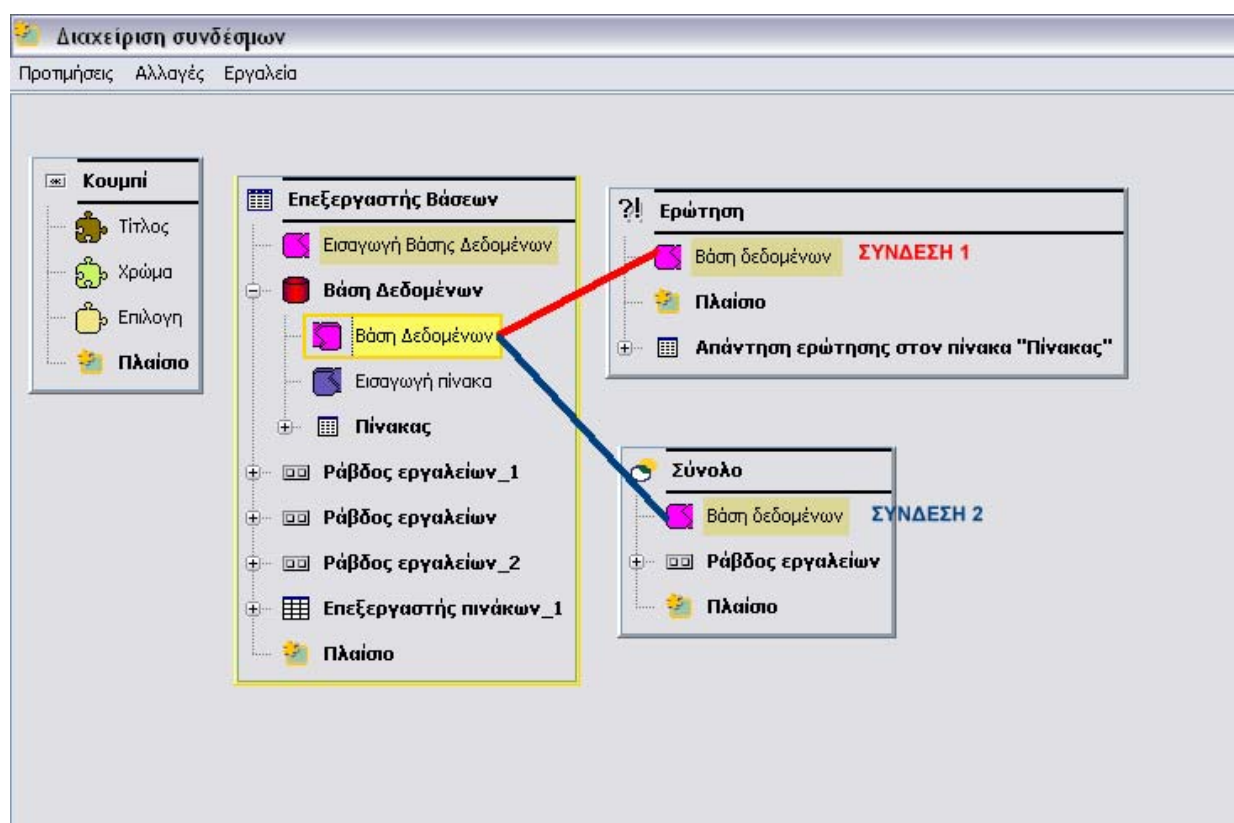 Διαχείριση συνδέσμων
Προτιμήσεις Αλλαγές Εργαλεία
Κουμπί
Τίτλος
Χρώμα
Επιλογη
Πλαίσιο
Επεξεργαστής Βάσεων
Εισαγωγή Βάσης Δεδομένων
Βάση Δεδομένων
Βάση Δεδομένων
Εισαγωγή πίνακα
Πίνακας
Ράβδος εργαλείων_1
Ράβδος εργαλείων
Ράβδος εργαλείων_2
Επεξεργαστής πινάκων_1
Πλαίσιο
?! Ερώτηση
Βάση δεδομένων ΣΥΝΔΕΣΗ 1
Πλαίσιο
Απάντηση ερώτησης στον πίνακα "Πίνακας"
Σύνολο
Βάση δεδομένων ΣΥΝΔΕΣΗ 2
Ράβδος εργαλείων
Πλαίσιο